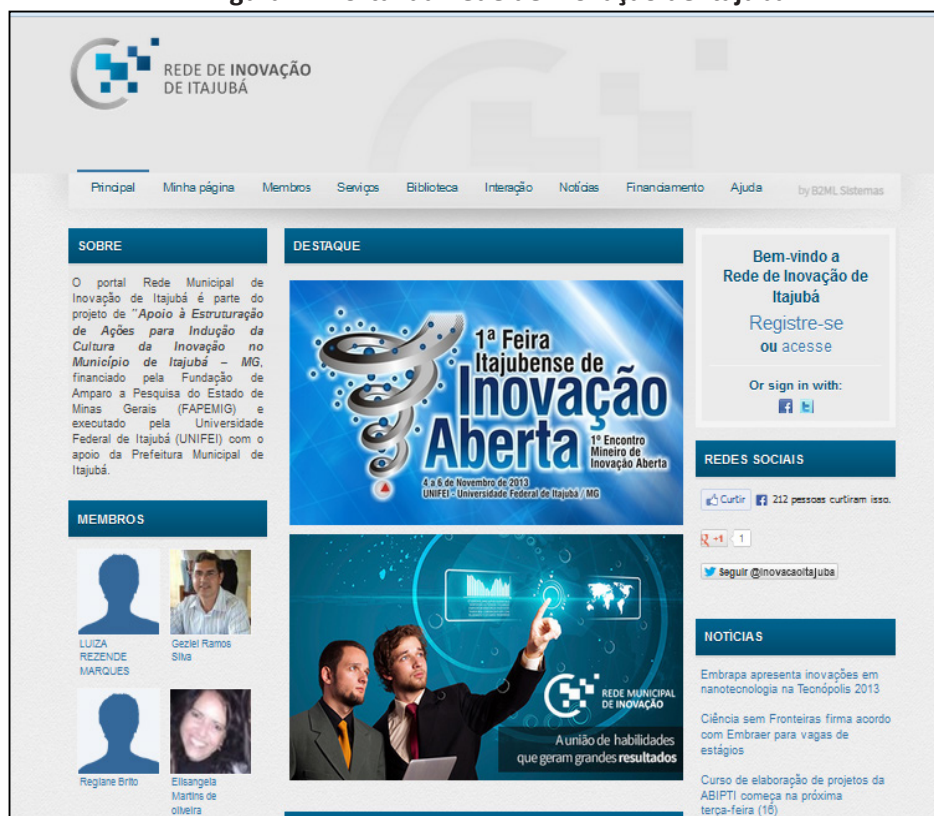 REDE DE INOVAÇÃO
DE ITAJUBÁ
Principal
Minha página
Membros
Serviços
Biblioteca
Interação
Notícias
Financiamento
Ajuda
by B2ML Sistemas
SOBRE
O portal Rede Municipal de
Inovação de Itajubá é parte do
projeto de "Apoio à Estruturação
de Ações para Indução da
Cultura da Inovação no
Município de Itajubá – MG,
financiado pela Fundação de
Amparo a Pesquisa do Estado de
Minas Gerais (FAPEMIG) e
executado pela Universidade
Federal de Itajubá (UNIFEI) com o
apoio da Prefeitura Municipal de
Itajubá.
MEMBROS
LUIZA
REZENDE
MARQUES
Geziel Ramos
Silva
Regiane Brito
Elisangela
Martins de
oliveira
DESTAQUE
1ª Feira
Itajubense de
Inovação
Aberta
1º Encontro
Mineiro de
Inovação Aberta
4 a 6 de Novembro de 2013
UNIFEI - Universidade Federal de Itajubá / MG
REDE MUNICIPAL
DE INOVAÇÃO
A união de habilidades
que geram grandes resultados
Bem-vindo a
Rede de Inovação de
Itajubá
Registre-se
ou acesse
Or sign in with:
REDES SOCIAIS
Curtir
212 pessoas curtiram isso.
+1
1
Seguir @inovacaoitajuba
NOTÍCIAS
Embrapa apresenta inovações em
nanotecnologia na Tecnópolis 2013
Ciência sem Fronteiras firma acordo
com Embraer para vagas de
estágios
Curso de elaboração de projetos da
ABIPTI começa na próxima
terça-feira (16)